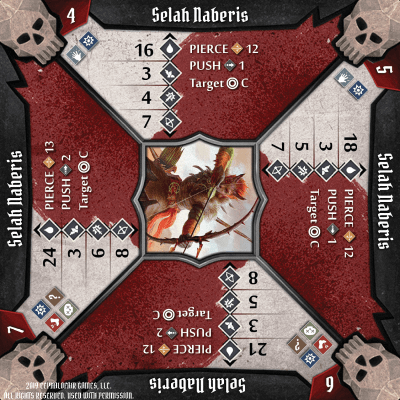 4
Selah Naberis
16
3
4
7
PIERCE 12
PUSH 1
Target C
5
Selah Naberis
18
3
5
7
PIERCE 12
PUSH 1
Target C
6
Selah Naberis
21
3
5
8
PIERCE 12
PUSH 2
Target C
7
Selah Naberis
24
3
6
8
PIERCE 13
PUSH 2
Target C
?
?
2019 CEPHALOFAIR GAMES, LLC.
ALL RIGHTS RESERVED. USED WITH PERMISSION.